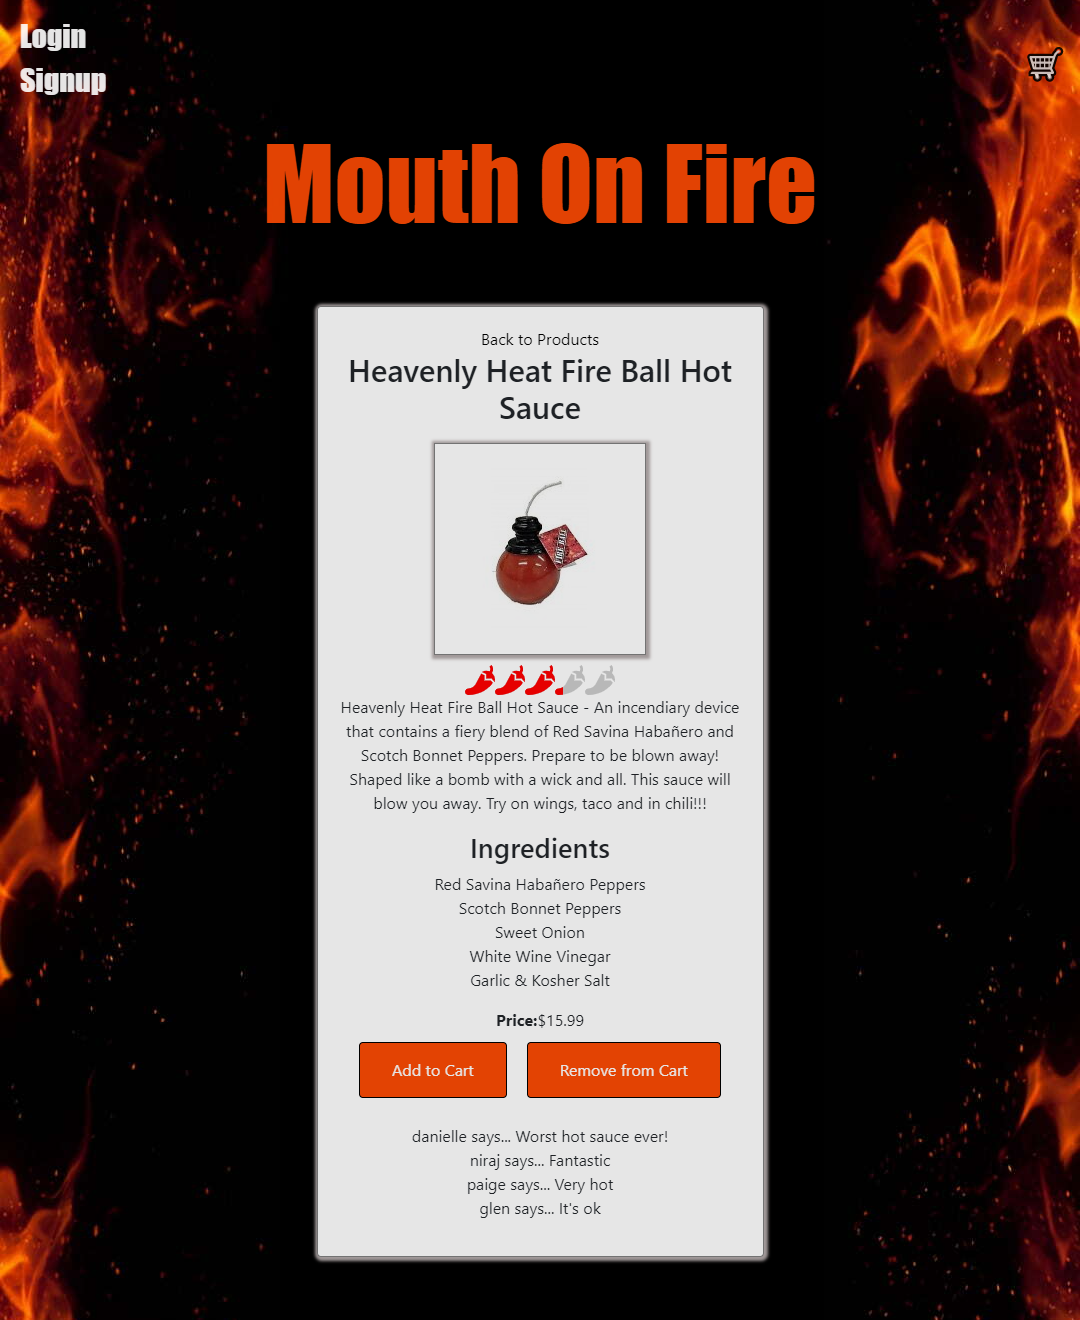 Login
Signup
Mouth On Fire
Back to Products
Heavenly Heat Fire Ball Hot
Sauce
FIRE BALL
Heavenly Heat Fire Ball Hot Sauce - An incendiary device
that contains a fiery blend of Red Savina Habañero and
Scotch Bonnet Peppers. Prepare to be blown away!
Shaped like a bomb with a wick and all. This sauce will
blow you away. Try on wings, taco and in chili!!!
Ingredients
Red Savina Habañero Peppers
Scotch Bonnet Peppers
Sweet Onion
White Wine Vinegar
Garlic & Kosher Salt
Price:$15.99
Add to Cart
Remove from Cart
danielle says... Worst hot sauce ever!
niraj says... Fantastic
paige says... Very hot
glen says... It's ok